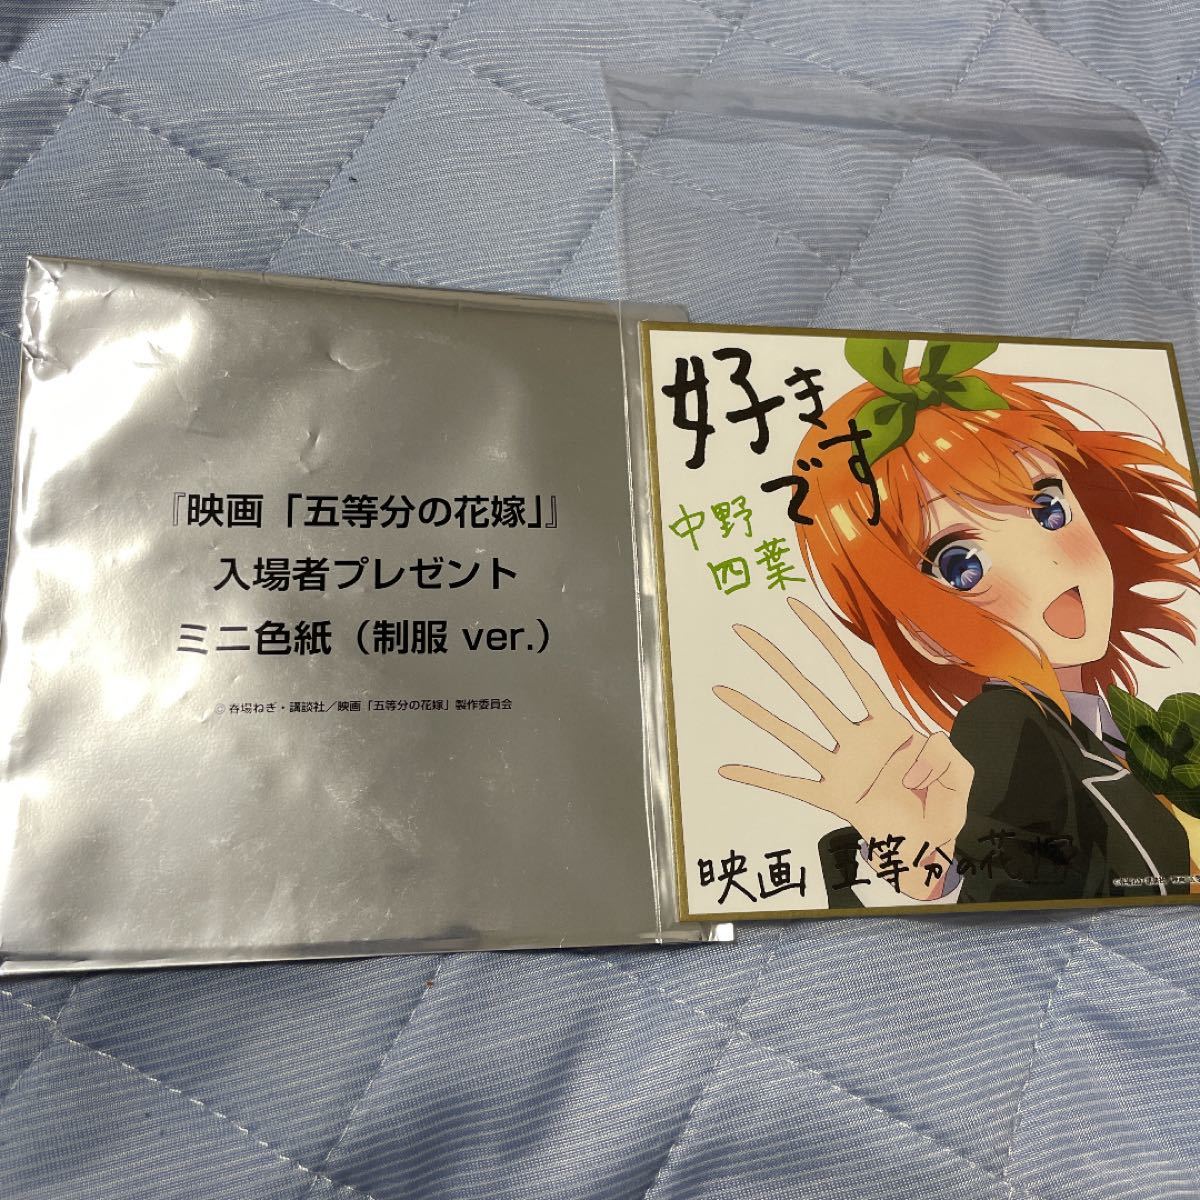 『映画「五等分の花嫁」』
入場者プレゼント
ミニ色紙（制服 ver.）
© 春場ねぎ・講談社／映画「五等分の花嫁」製作委員会
好き
です
中野
四葉
映画 五等分の花嫁